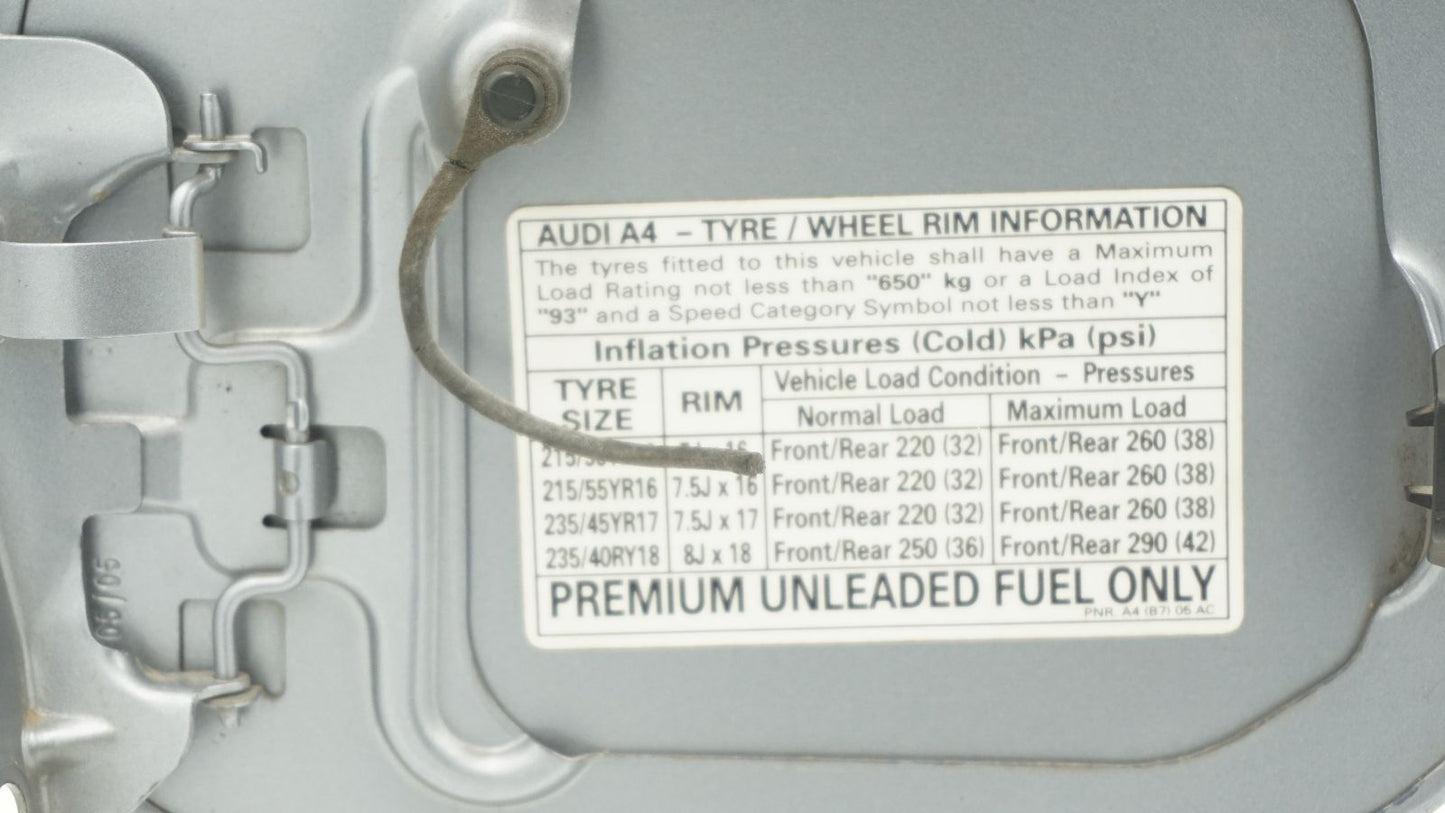 AUDI A4 – TYRE / WHEEL RIM INFORMATION
The tyres fitted to this vehicle shall have a Maximum
Load Rating not less than "650" kg or a Load Index of
"93" and a Speed Category Symbol not less than "Y"
Inflation Pressures (Cold) kPa (psi)
TYRE SIZE RIM Vehicle Load Condition – Pressures
Normal Load Maximum Load
Front/Rear 220 (32) Front/Rear 260 (38)
215/55YR16 7.5J x 16 Front/Rear 220 (32) Front/Rear 260 (38)
235/45YR17 7.5J x 17 Front/Rear 220 (32) Front/Rear 260 (38)
235/40RY18 8J x 18 Front/Rear 250 (36) Front/Rear 290 (42)
PREMIUM UNLEADED FUEL ONLY
PNR. A4 (B7) 06 AC